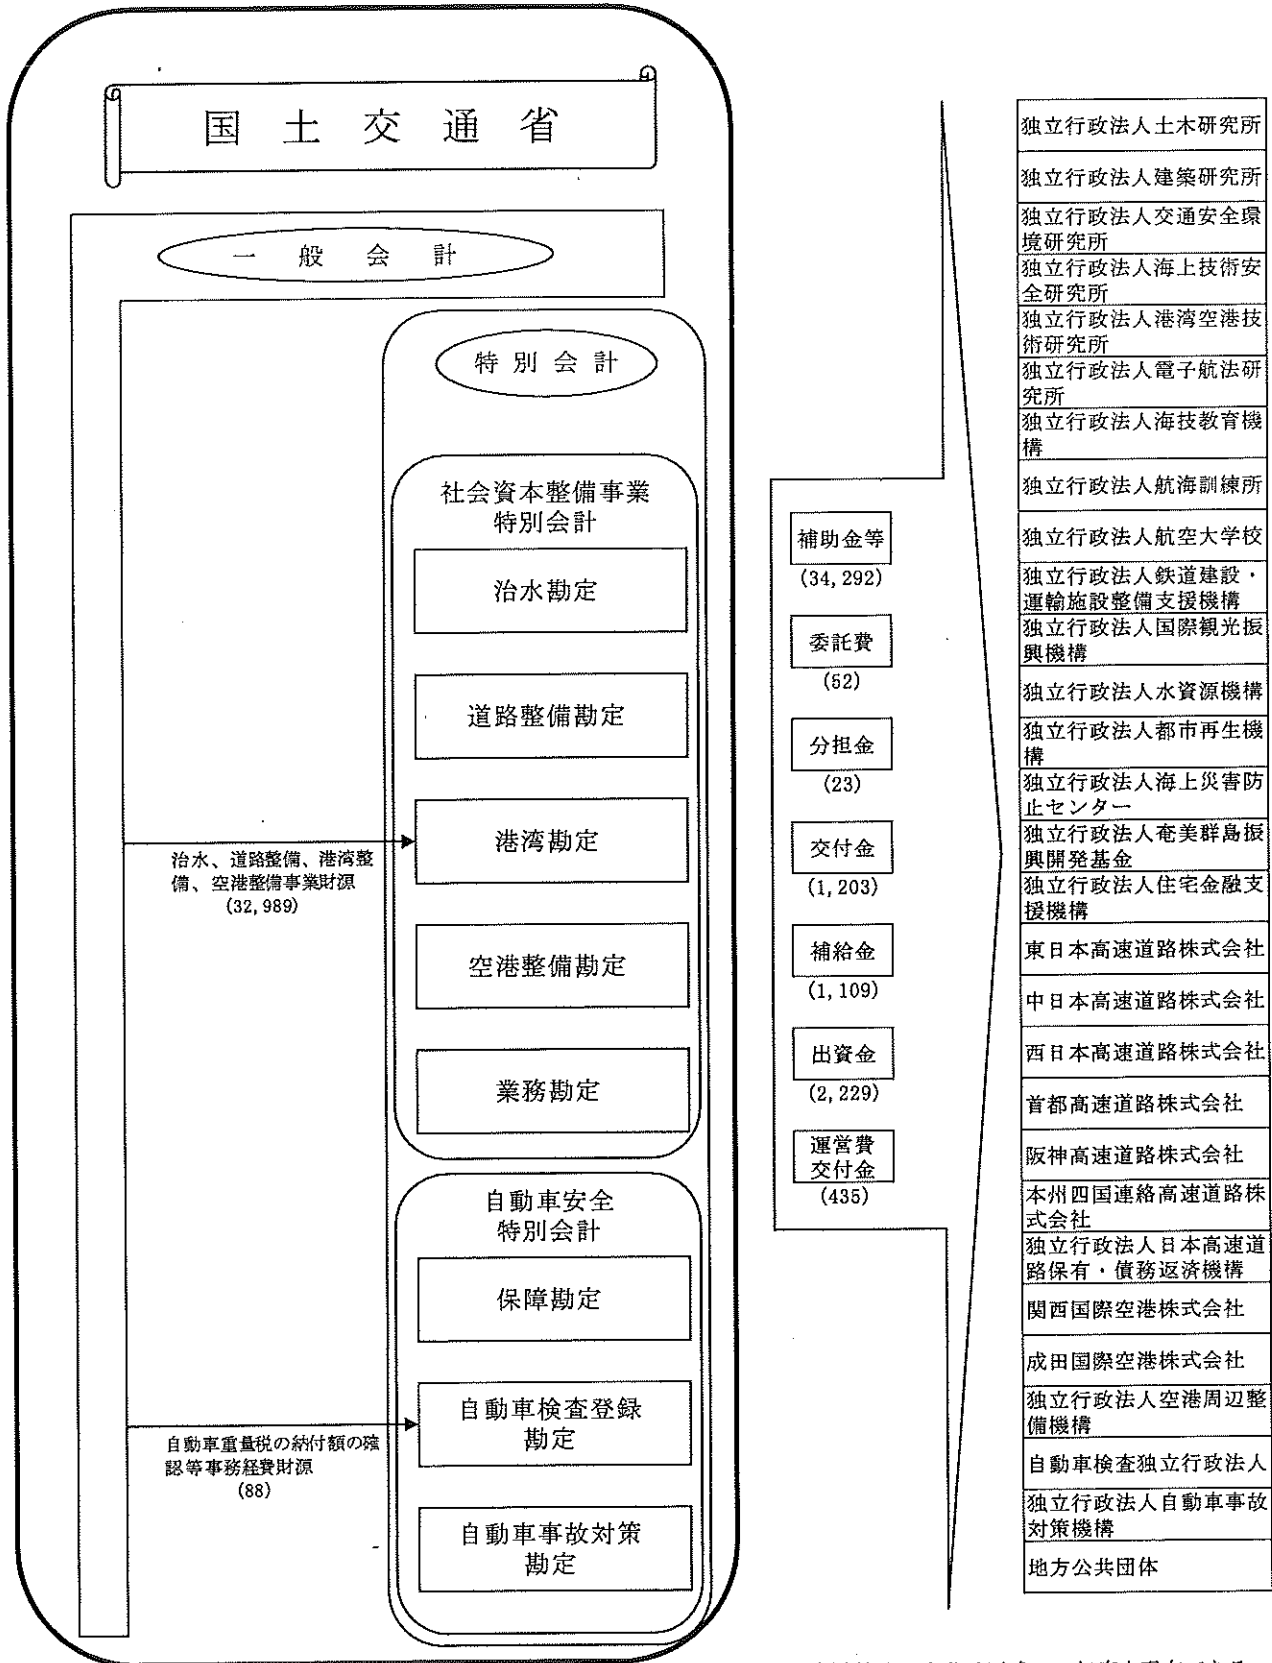 国土交通省
一般会計
特別会計
社会資本整備事業
特別会計
治水勘定
道路整備勘定
港湾勘定
空港整備勘定
業務勘定
治水、道路整備、港湾整
備、空港整備事業財源
(32,989)
自動車安全
特別会計
保障勘定
自動車検査登録
勘定
自動車事故対策
勘定
自動車重量税の納付額の確
認等事務経費財源
(88)
補助金等
(34,292)
委託費
(52)
分担金
(23)
交付金
(1,203)
補給金
(1,109)
出資金
(2,229)
運営費
交付金
(435)
独立行政法人土木研究所
独立行政法人建築研究所
独立行政法人交通安全環
境研究所
独立行政法人海上技術安
全研究所
独立行政法人港湾空港技
術研究所
独立行政法人電子航法研
究所
独立行政法人海技教育機
構
独立行政法人航海訓練所
独立行政法人航空大学校
独立行政法人鉄道建設・
運輸施設整備支援機構
独立行政法人国際観光振
興機構
独立行政法人水資源機構
独立行政法人都市再生機
構
独立行政法人海上災害防
止センター
独立行政法人奄美群島振
興開発基金
独立行政法人住宅金融支
援機構
東日本高速道路株式会社
中日本高速道路株式会社
西日本高速道路株式会社
首都高速道路株式会社
阪神高速道路株式会社
本州四国連絡高速道路株
式会社
独立行政法人日本高速道
路保有・債務返済機構
関西国際空港株式会社
成田国際空港株式会社
独立行政法人空港周辺整
備機構
自動車検査独立行政法人
独立行政法人自動車事故
対策機構
地方公共団体